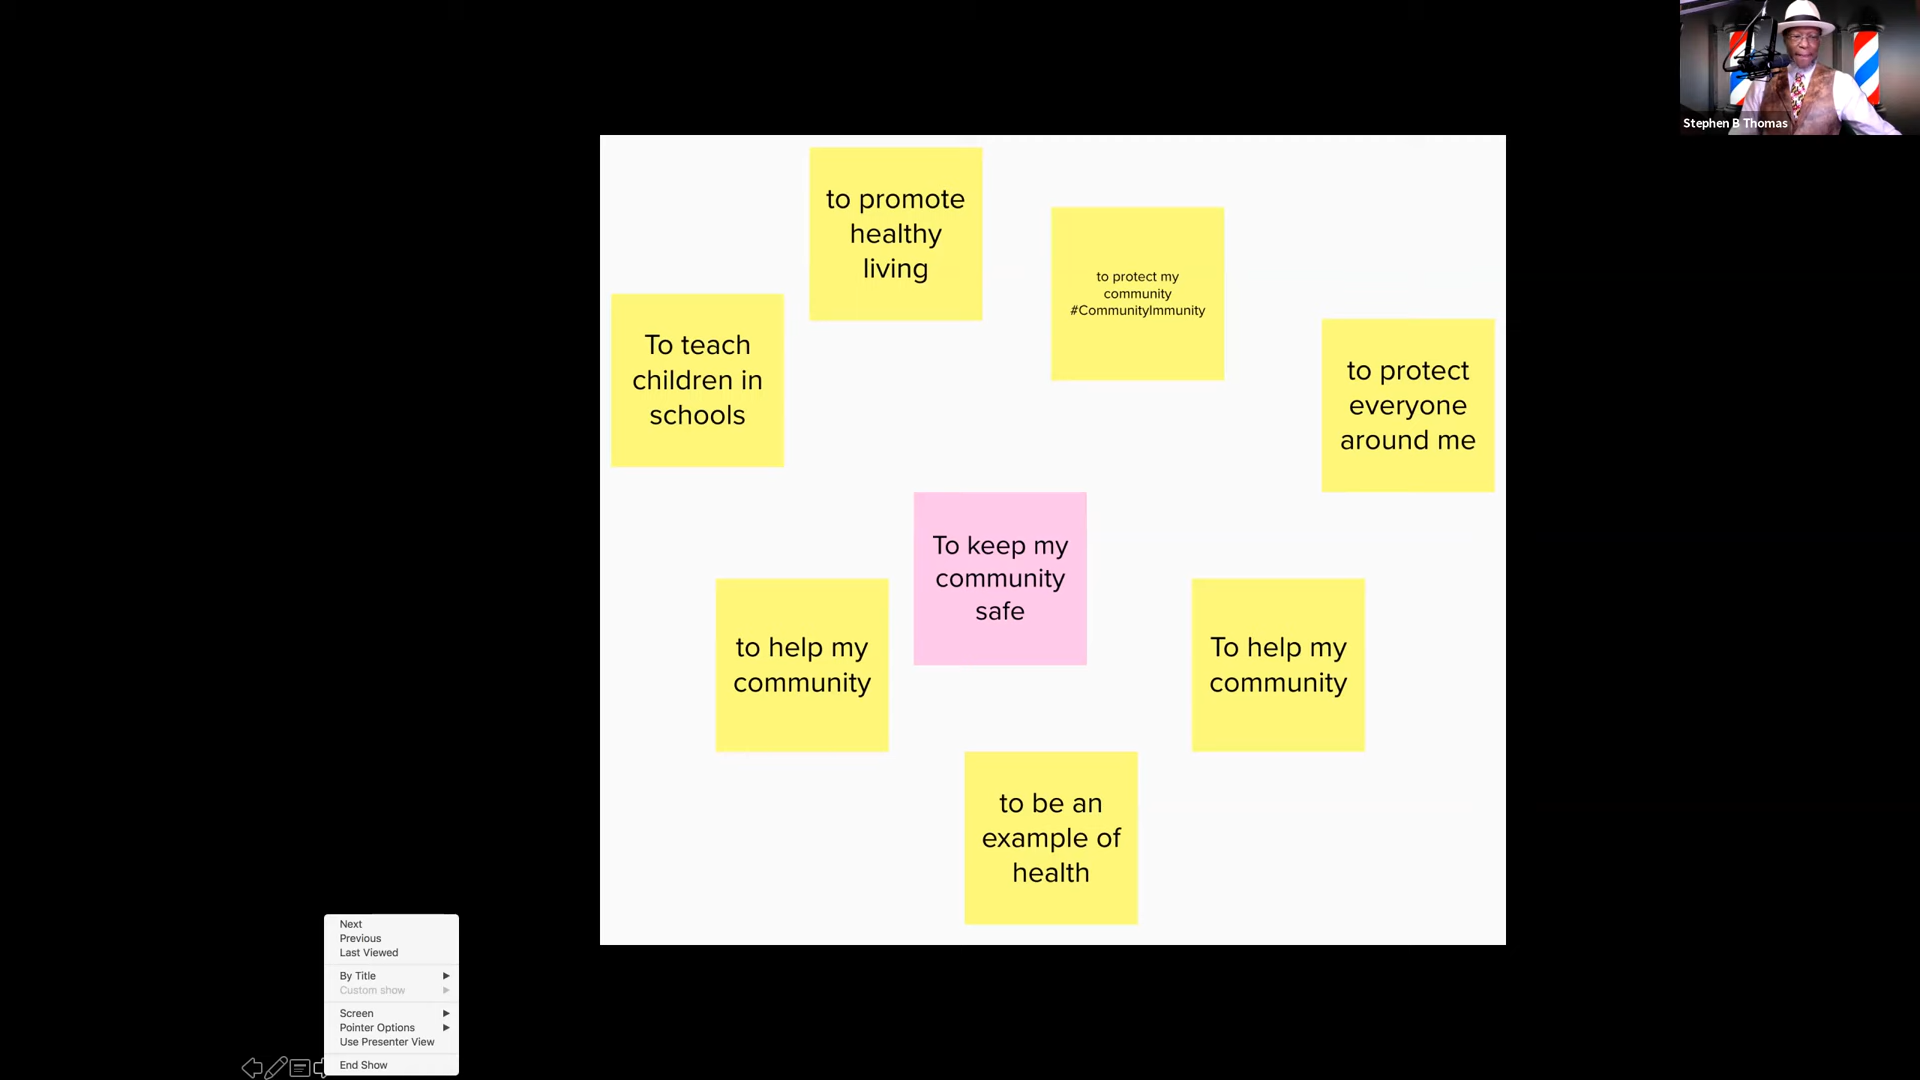 Stephen B Thomas
to promote
healthy
living
to protect my
community
#CommunityImmunity
To teach
children in
schools
to protect
everyone
around me
To keep my
community
safe
to help my
community
To help my
community
to be an
example of
health
Next
Previous
Last Viewed
By Title
Custom show
Screen
Pointer Options
Use Presenter View
End Show